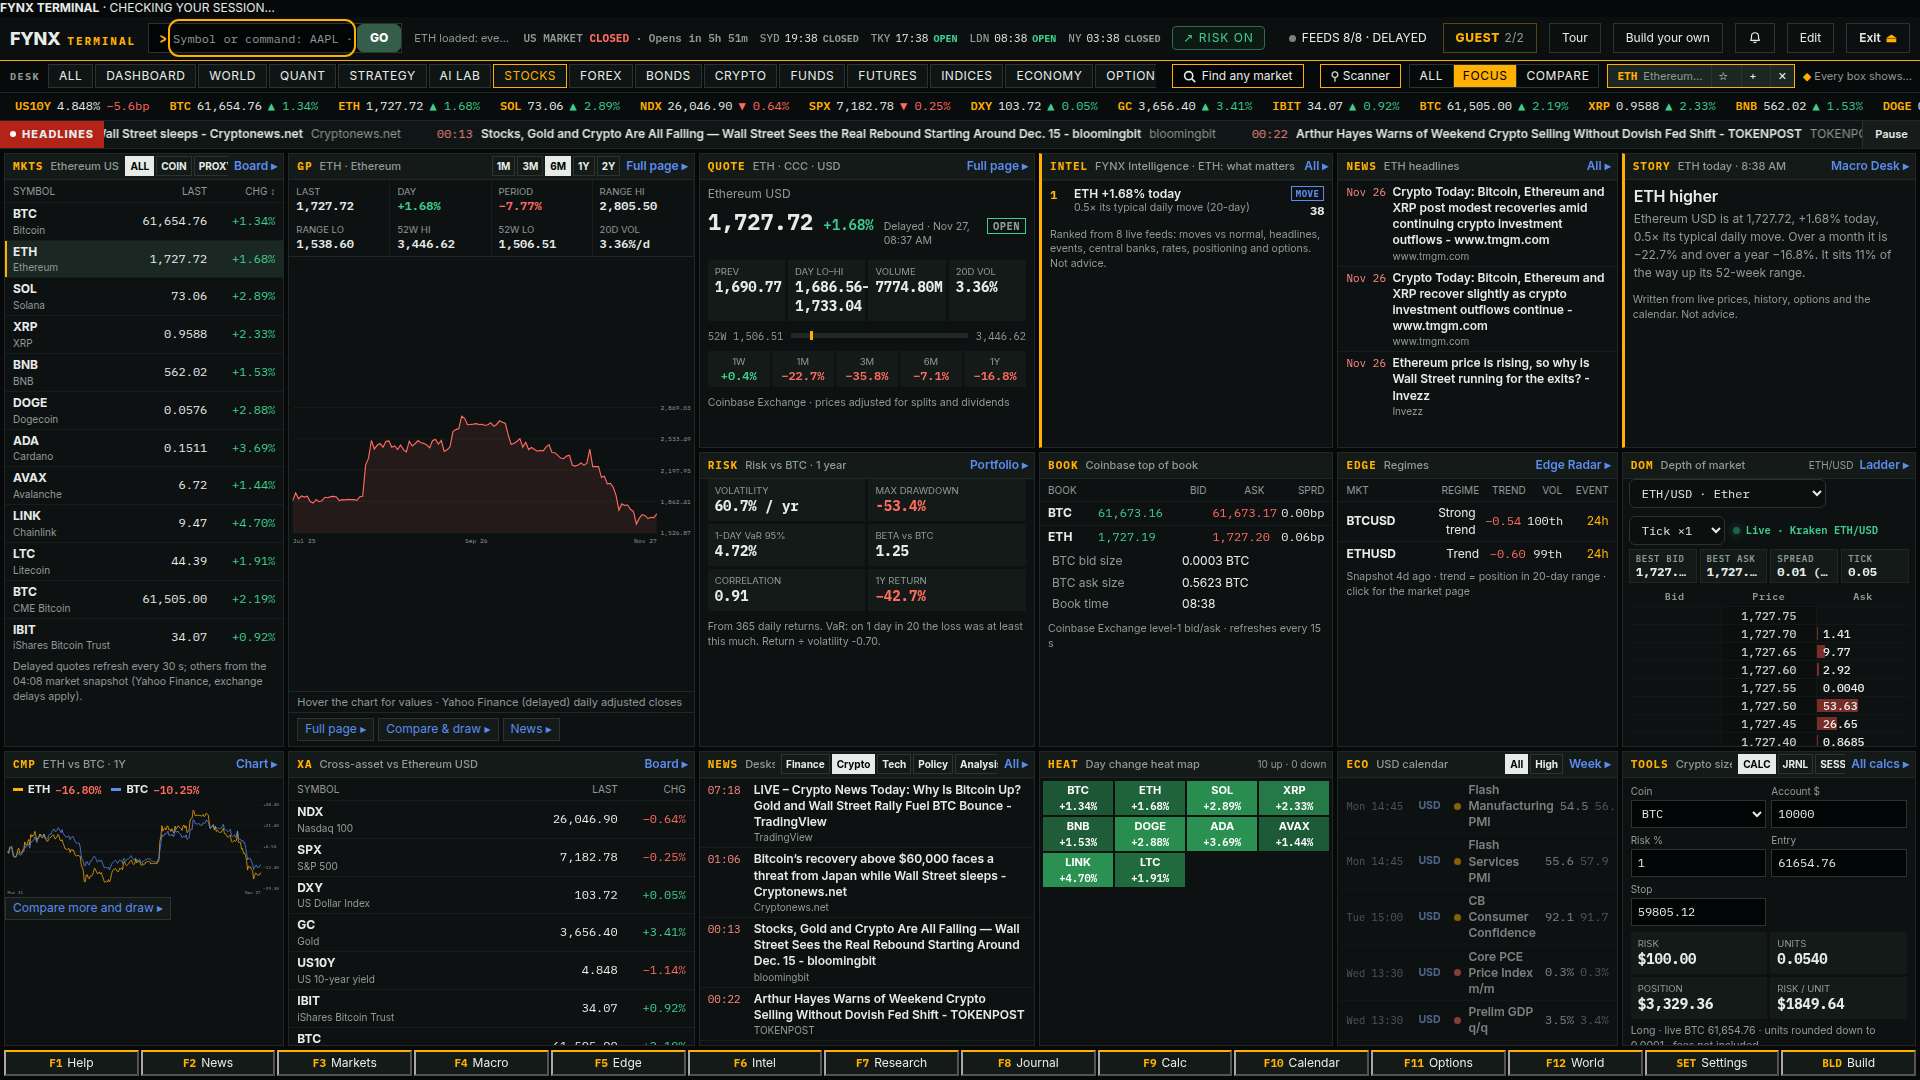 FYNX TERMINAL · CHECKING YOUR SESSION...
FYNX TERMINAL > Symbol or command: AAPL · GO ETH loaded: eve... US MARKET CLOSED · Opens in 5h 51m SYD 19:38 CLOSED TKY 17:38 OPEN LDN 08:38 OPEN NY 03:38 CLOSED ↗ RISK ON ● FEEDS 8/8 · DELAYED GUEST 2/2 Tour Build your own Edit Exit ⏏
DESK ALL DASHBOARD WORLD QUANT STRATEGY AI LAB STOCKS FOREX BONDS CRYPTO FUNDS FUTURES INDICES ECONOMY OPTION Find any market Scanner ALL FOCUS COMPARE ETH Ethereum... ☆ + × ◆ Every box shows...
US10Y 4.848% −5.6bp BTC 61,654.76 ▲ 1.34% ETH 1,727.72 ▲ 1.68% SOL 73.06 ▲ 2.89% NDX 26,046.90 ▼ 0.64% SPX 7,182.78 ▼ 0.25% DXY 103.72 ▲ 0.05% GC 3,656.40 ▲ 3.41% IBIT 34.07 ▲ 0.92% BTC 61,505.00 ▲ 2.19% XRP 0.9588 ▲ 2.33% BNB 562.02 ▲ 1.53% DOGE
● HEADLINES Wall Street sleeps - Cryptonews.net Cryptonews.net 00:13 Stocks, Gold and Crypto Are All Falling — Wall Street Sees the Real Rebound Starting Around Dec. 15 - bloomingbit bloomingbit 00:22 Arthur Hayes Warns of Weekend Crypto Selling Without Dovish Fed Shift - TOKENPOST TOKENPO Pause
MKTS Ethereum US ALL COIN PROX Board ▸
SYMBOL LAST CHG ↕
BTC 61,654.76 +1.34%
Bitcoin
ETH 1,727.72 +1.68%
Ethereum
SOL 73.06 +2.89%
Solana
XRP 0.9588 +2.33%
XRP
BNB 562.02 +1.53%
BNB
DOGE 0.0576 +2.88%
Dogecoin
ADA 0.1511 +3.69%
Cardano
AVAX 6.72 +1.44%
Avalanche
LINK 9.47 +4.70%
Chainlink
LTC 44.39 +1.91%
Litecoin
BTC 61,505.00 +2.19%
CME Bitcoin
IBIT 34.07 +0.92%
iShares Bitcoin Trust
Delayed quotes refresh every 30 s; others from the
04:08 market snapshot (Yahoo Finance, exchange
delays apply).
GP ETH · Ethereum 1M 3M 6M 1Y 2Y Full page ▸
LAST DAY PERIOD RANGE HI
1,727.72 +1.68% −7.77% 2,805.50
RANGE LO 52W HI 52W LO 20D VOL
1,538.60 3,446.62 1,506.51 3.36%/d
2,869.03
2,533.49
2,197.95
1,862.41
1,526.87
Jul 25 Sep 26 Nov 27
Hover the chart for values · Yahoo Finance (delayed) daily adjusted closes
Full page ▸ Compare & draw ▸ News ▸
QUOTE ETH · CCC · USD Full page ▸
Ethereum USD
1,727.72 +1.68% Delayed · Nov 27, 08:37 AM OPEN
PREV DAY LO–HI VOLUME 20D VOL
1,690.77 1,686.56– 7774.80M 3.36%
1,733.04
52W 1,506.51 3,446.62
1W 1M 3M 6M 1Y
+0.4% −22.7% −35.8% −7.1% −16.8%
Coinbase Exchange · prices adjusted for splits and dividends
INTEL FYNX Intelligence · ETH: what matters All ▸
1 ETH +1.68% today MOVE
0.5× its typical daily move (20-day) 38
Ranked from 8 live feeds: moves vs normal, headlines,
events, central banks, rates, positioning and options.
Not advice.
NEWS ETH headlines All ▸
Nov 26 Crypto Today: Bitcoin, Ethereum and
XRP post modest recoveries amid
continuing crypto investment
outflows - www.tmgm.com
www.tmgm.com
Nov 26 Crypto Today: Bitcoin, Ethereum and
XRP recover slightly as crypto
investment outflows continue -
www.tmgm.com
www.tmgm.com
Nov 26 Ethereum price is rising, so why is
Wall Street running for the exits? -
Invezz
Invezz
STORY ETH today · 8:38 AM Macro Desk ▸
ETH higher
Ethereum USD is at 1,727.72, +1.68% today,
0.5× its typical daily move. Over a month it is
−22.7% and over a year −16.8%. It sits 11% of
the way up its 52-week range.
Written from live prices, history, options and the
calendar. Not advice.
RISK Risk vs BTC · 1 year Portfolio ▸
VOLATILITY MAX DRAWDOWN
60.7% / yr -53.4%
1-DAY VaR 95% BETA vs BTC
4.72% 1.25
CORRELATION 1Y RETURN
0.91 −42.7%
From 365 daily returns. VaR: on 1 day in 20 the loss was at least
this much. Return ÷ volatility -0.70.
BOOK Coinbase top of book
BOOK BID ASK SPRD
BTC 61,673.16 61,673.17 0.00bp
ETH 1,727.19 1,727.20 0.06bp
BTC bid size 0.0003 BTC
BTC ask size 0.5623 BTC
Book time 08:38
Coinbase Exchange level-1 bid/ask · refreshes every 15
s
EDGE Regimes Edge Radar ▸
MKT REGIME TREND VOL EVENT
BTCUSD Strong trend −0.54 100th 24h
ETHUSD Trend −0.60 99th 24h
Snapshot 4d ago · trend = position in 20-day range ·
click for the market page
DOM Depth of market ETH/USD Ladder ▸
ETH/USD · Ether
Tick ×1 ● Live · Kraken ETH/USD
BEST BID BEST ASK SPREAD TICK
1,727.… 1,727.… 0.01 (… 0.05
Bid Price Ask
1,727.75
1,727.70 1.41
1,727.65 9.77
1,727.60 2.92
1,727.55 0.0040
1,727.50 53.63
1,727.45 26.65
1,727.40 0.8685
CMP ETH vs BTC · 1Y Chart ▸
ETH −16.80% BTC −10.25%
Compare more and draw ▸
XA Cross-asset vs Ethereum USD Board ▸
SYMBOL LAST CHG
NDX 26,046.90 −0.64%
Nasdaq 100
SPX 7,182.78 −0.25%
S&P 500
DXY 103.72 +0.05%
US Dollar Index
GC 3,656.40 +3.41%
Gold
US10Y 4.848 −1.14%
US 10-year yield
IBIT 34.07 +0.92%
iShares Bitcoin Trust
BTC 61,505.00 +2.19%
NEWS Desks Finance Crypto Tech Policy Analysi All ▸
07:18 LIVE – Crypto News Today: Why Is Bitcoin Up?
Gold and Wall Street Rally Fuel BTC Bounce -
TradingView
TradingView
01:06 Bitcoin's recovery above $60,000 faces a
threat from Japan while Wall Street sleeps -
Cryptonews.net
Cryptonews.net
00:13 Stocks, Gold and Crypto Are All Falling — Wall
Street Sees the Real Rebound Starting Around
Dec. 15 - bloomingbit
bloomingbit
00:22 Arthur Hayes Warns of Weekend Crypto
Selling Without Dovish Fed Shift - TOKENPOST
TOKENPOST
HEAT Day change heat map 10 up · 0 down
BTC ETH SOL XRP
+1.34% +1.68% +2.89% +2.33%
BNB DOGE ADA AVAX
+1.53% +2.88% +3.69% +1.44%
LINK LTC
+4.70% +1.91%
ECO USD calendar All High Week ▸
Mon 14:45 USD Flash Manufacturing PMI 54.5 56.
Mon 14:45 USD Flash Services PMI 55.6 57.9
Tue 15:00 USD CB Consumer Confidence 92.1 91.7
Wed 13:30 USD Core PCE Price Index m/m 0.3% 0.3%
Wed 13:30 USD Prelim GDP q/q 3.5% 3.4%
TOOLS Crypto size CALC JRNL SESS All calcs ▸
Coin Account $
BTC 10000
Risk % Entry
1 61654.76
Stop
59805.12
RISK UNITS
$100.00 0.0540
POSITION RISK / UNIT
$3,329.36 $1849.64
Long · live BTC 61,654.76 · units rounded down to
0.0001 · fees not included
F1 Help F2 News F3 Markets F4 Macro F5 Edge F6 Intel F7 Research F8 Journal F9 Calc F10 Calendar F11 Options F12 World SET Settings BLD Build